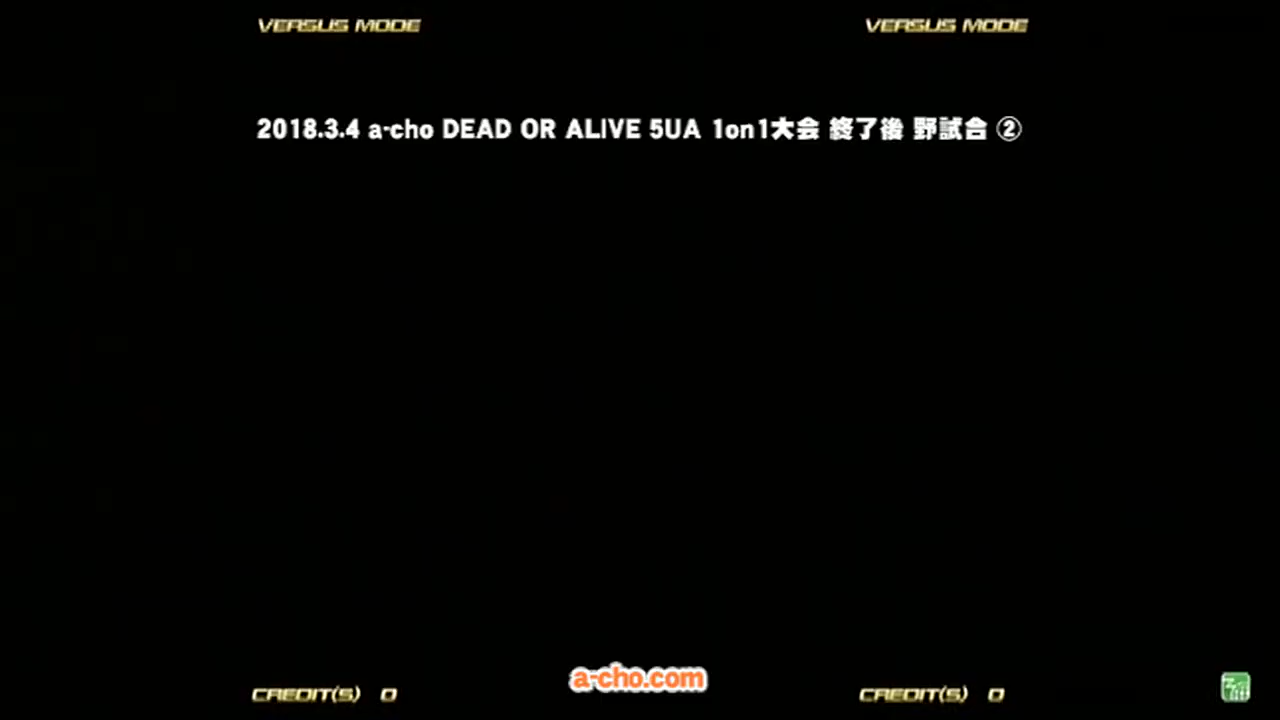 VERSUS MODE VERSUS MODE
2018.3.4 a-cho DEAD OR ALIVE 5UA 1on1大会 終了後 野試合 ②
a-cho.com
CREDIT(S) 0 CREDIT(S) 0